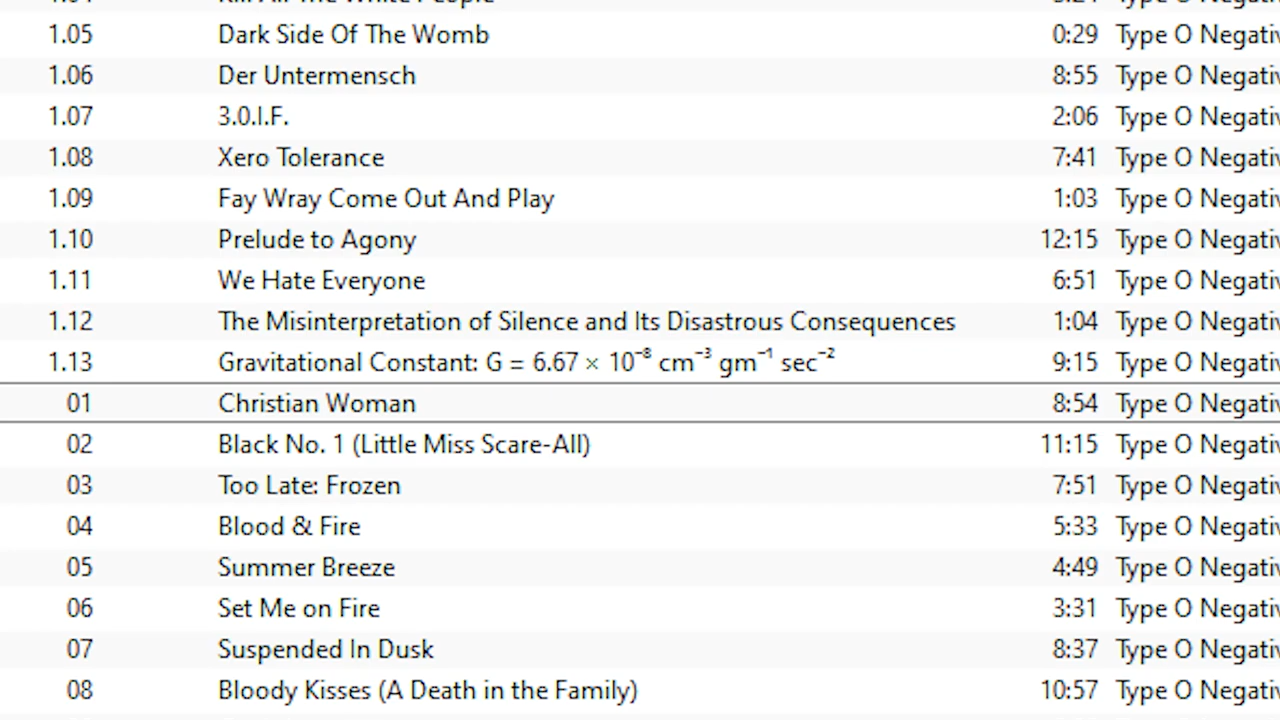 1.05 Dark Side Of The Womb 0:29 Type O Negativ
1.06 Der Untermensch 8:55 Type O Negativ
1.07 3.0.I.F. 2:06 Type O Negativ
1.08 Xero Tolerance 7:41 Type O Negativ
1.09 Fay Wray Come Out And Play 1:03 Type O Negativ
1.10 Prelude to Agony 12:15 Type O Negativ
1.11 We Hate Everyone 6:51 Type O Negativ
1.12 The Misinterpretation of Silence and Its Disastrous Consequences 1:04 Type O Negativ
1.13 Gravitational Constant: G = 6.67 × 10⁻⁸ cm⁻³ gm⁻¹ sec⁻² 9:15 Type O Negativ
01 Christian Woman 8:54 Type O Negativ
02 Black No. 1 (Little Miss Scare-All) 11:15 Type O Negativ
03 Too Late: Frozen 7:51 Type O Negativ
04 Blood & Fire 5:33 Type O Negativ
05 Summer Breeze 4:49 Type O Negativ
06 Set Me on Fire 3:31 Type O Negativ
07 Suspended In Dusk 8:37 Type O Negativ
08 Bloody Kisses (A Death in the Family) 10:57 Type O Negativ